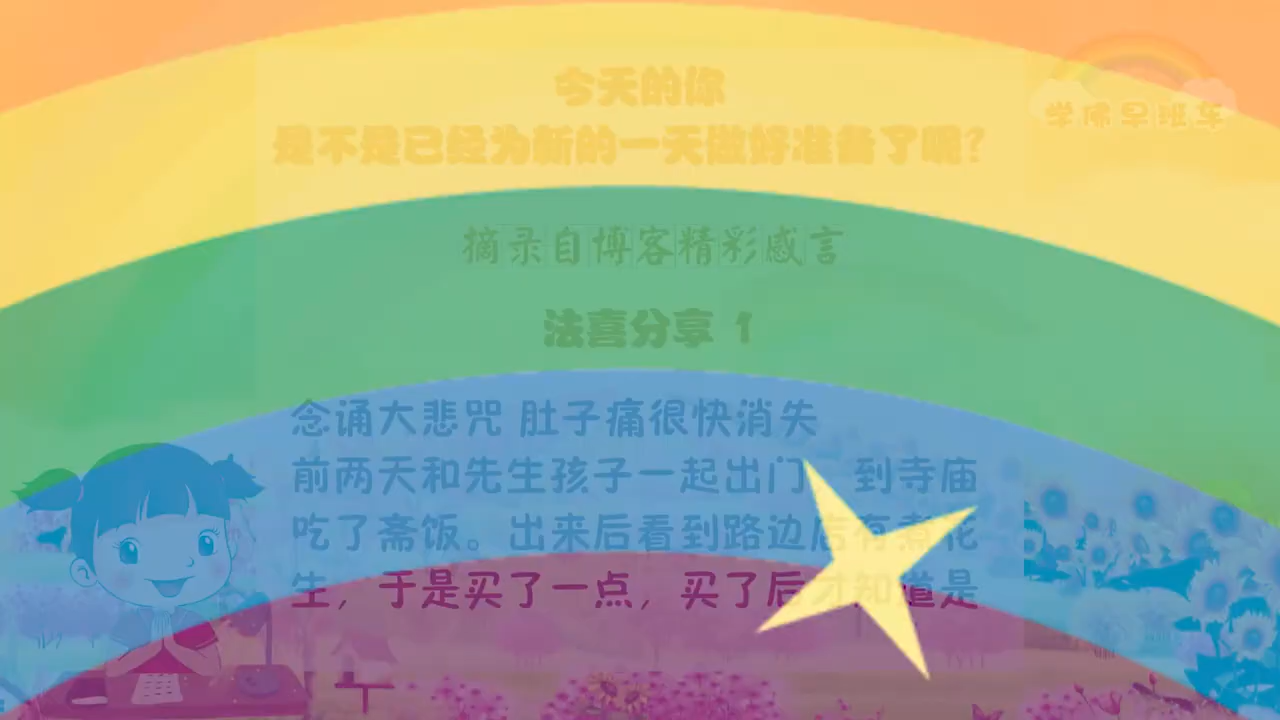 学佛早班车
今天的你
是不是已经为新的一天做好准备了呢?
摘录自博客精彩感言
法喜分享 1
念诵大悲咒 肚子痛很快消失
前两天和先生孩子一起出门, 到寺庙
吃了斋饭。出来后看到路边店有煮花
生，于是买了一点，买了后才知道是